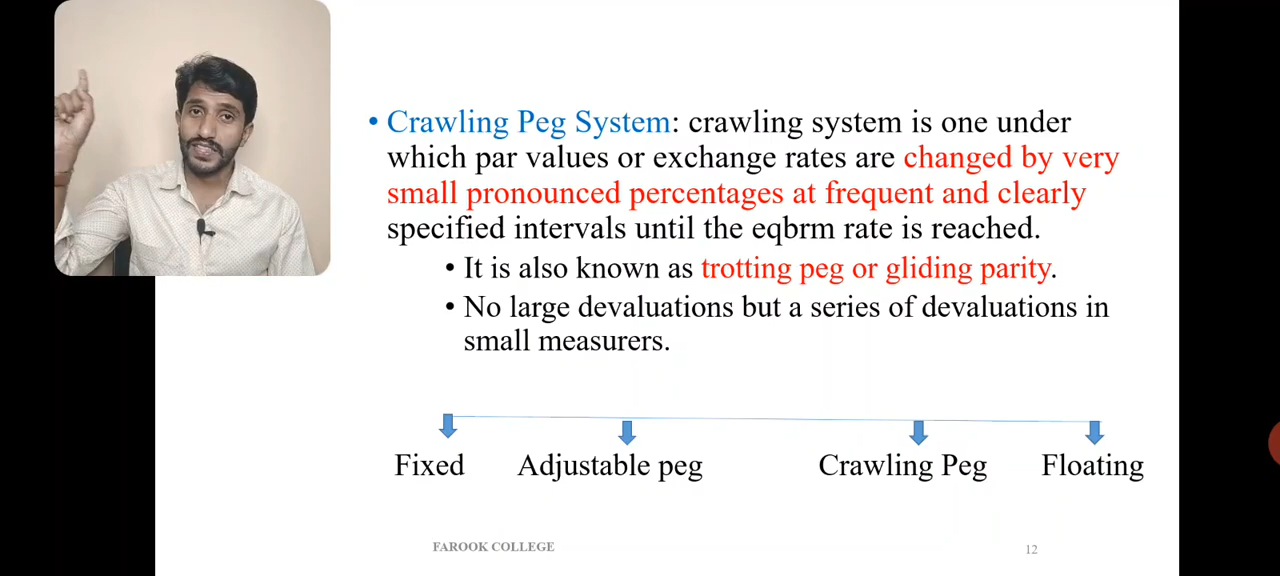 • Crawling Peg System: crawling system is one under
which par values or exchange rates are changed by very
small pronounced percentages at frequent and clearly
specified intervals until the eqbrm rate is reached.
• It is also known as trotting peg or gliding parity.
• No large devaluations but a series of devaluations in
small measurers.
Fixed Adjustable peg Crawling Peg Floating
FAROOK COLLEGE 12